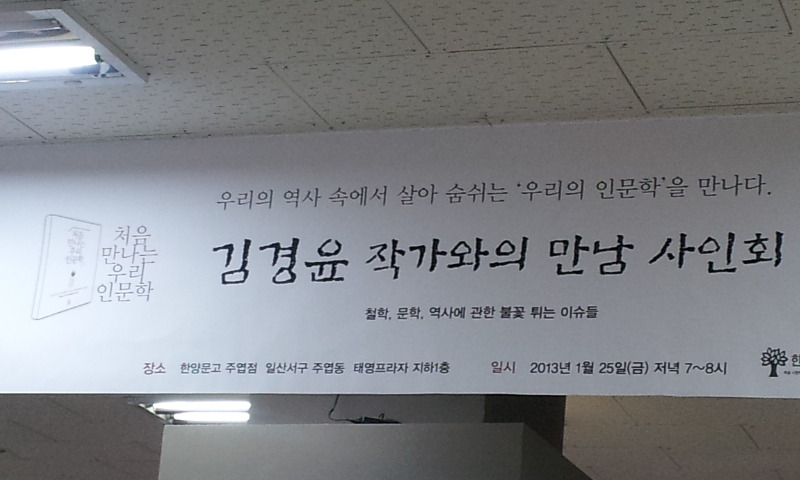 우리의 역사 속에서 살아 숨쉬는 '우리의 인문학'을 만나다.
처음
만나는
우리
인문학
김경윤 작가와의 만남 사인회
철학, 문학, 역사에 관한 불꽃 튀는 이슈들
장소 한양문고 주엽점 일산서구 주엽동 태영프라자 지하1층 일시 2013년 1월 25일(금) 저녁 7~8시